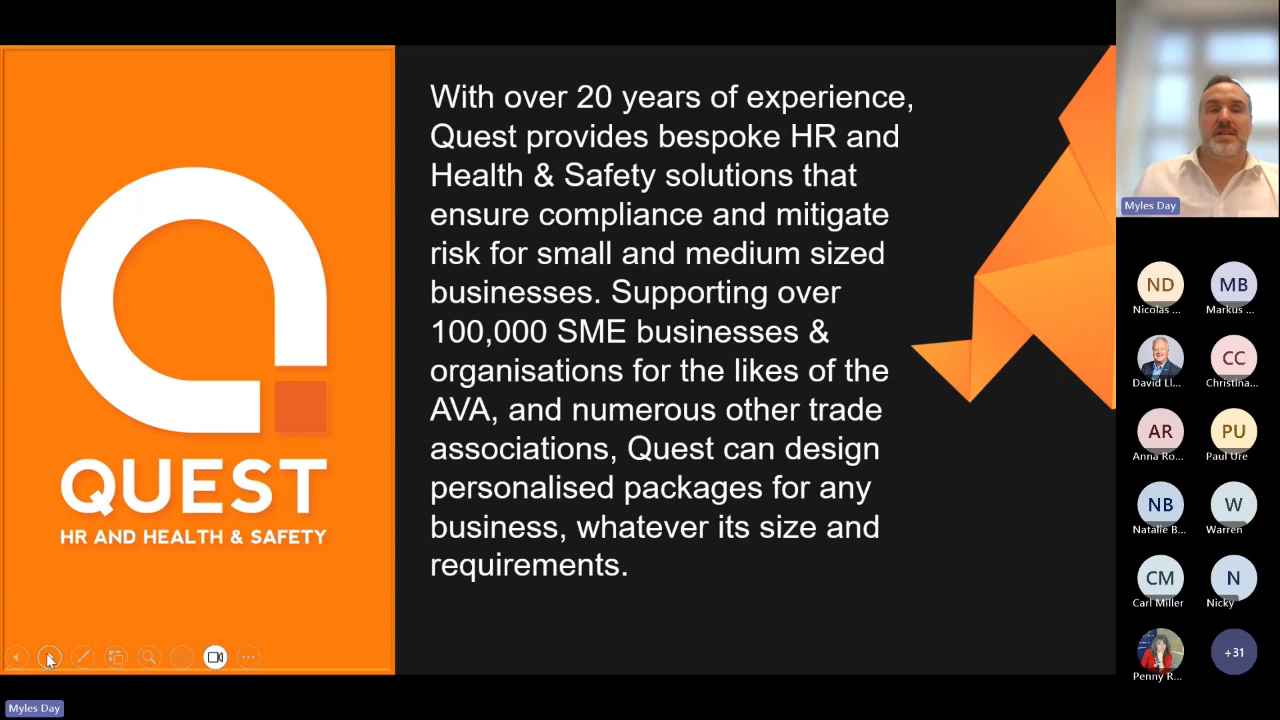 With over 20 years of experience,
Quest provides bespoke HR and
Health & Safety solutions that
ensure compliance and mitigate
risk for small and medium sized
businesses. Supporting over
100,000 SME businesses &
organisations for the likes of the
AVA, and numerous other trade
associations, Quest can design
personalised packages for any
business, whatever its size and
requirements.
QUEST
HR AND HEALTH & SAFETY
Myles Day
Myles Day
ND
Nicolas ...
MB
Markus ...
David Ll...
CC
Christina...
AR
Anna Ro...
PU
Paul Ure
NB
Natalie B...
W
Warren
CM
Carl Miller
N
Nicky
Penny R...
+31